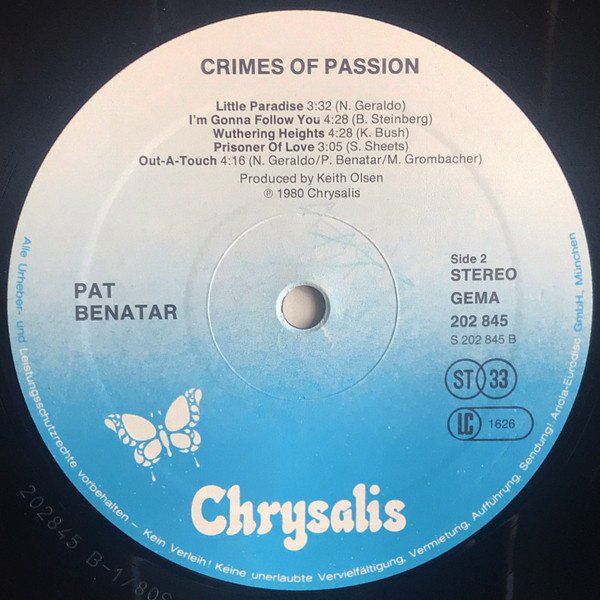 CRIMES OF PASSION
Little Paradise 3:32 (N. Geraldo)
I'm Gonna Follow You 4:28 (B. Steinberg)
Wuthering Heights 4:28 (K. Bush)
Prisoner Of Love 3:05 (S. Sheets)
Out-A-Touch 4:16 (N. Geraldo/P. Benatar/M. Grombacher)
Produced by Keith Olsen
℗ 1980 Chrysalis
PAT
BENATAR
Side 2
STEREO
GEMA
202 845
S 202 845 B
ST 33
LC 1626
Chrysalis
Alle Urheber- und Leistungsschutzrechte vorbehalten – Kein Verleih! Keine unerlaubte Vervielfältigung, Vermietung, Aufführung, Sendung! Ariola-Eurodisc GmbH, München
202845 B-1/80